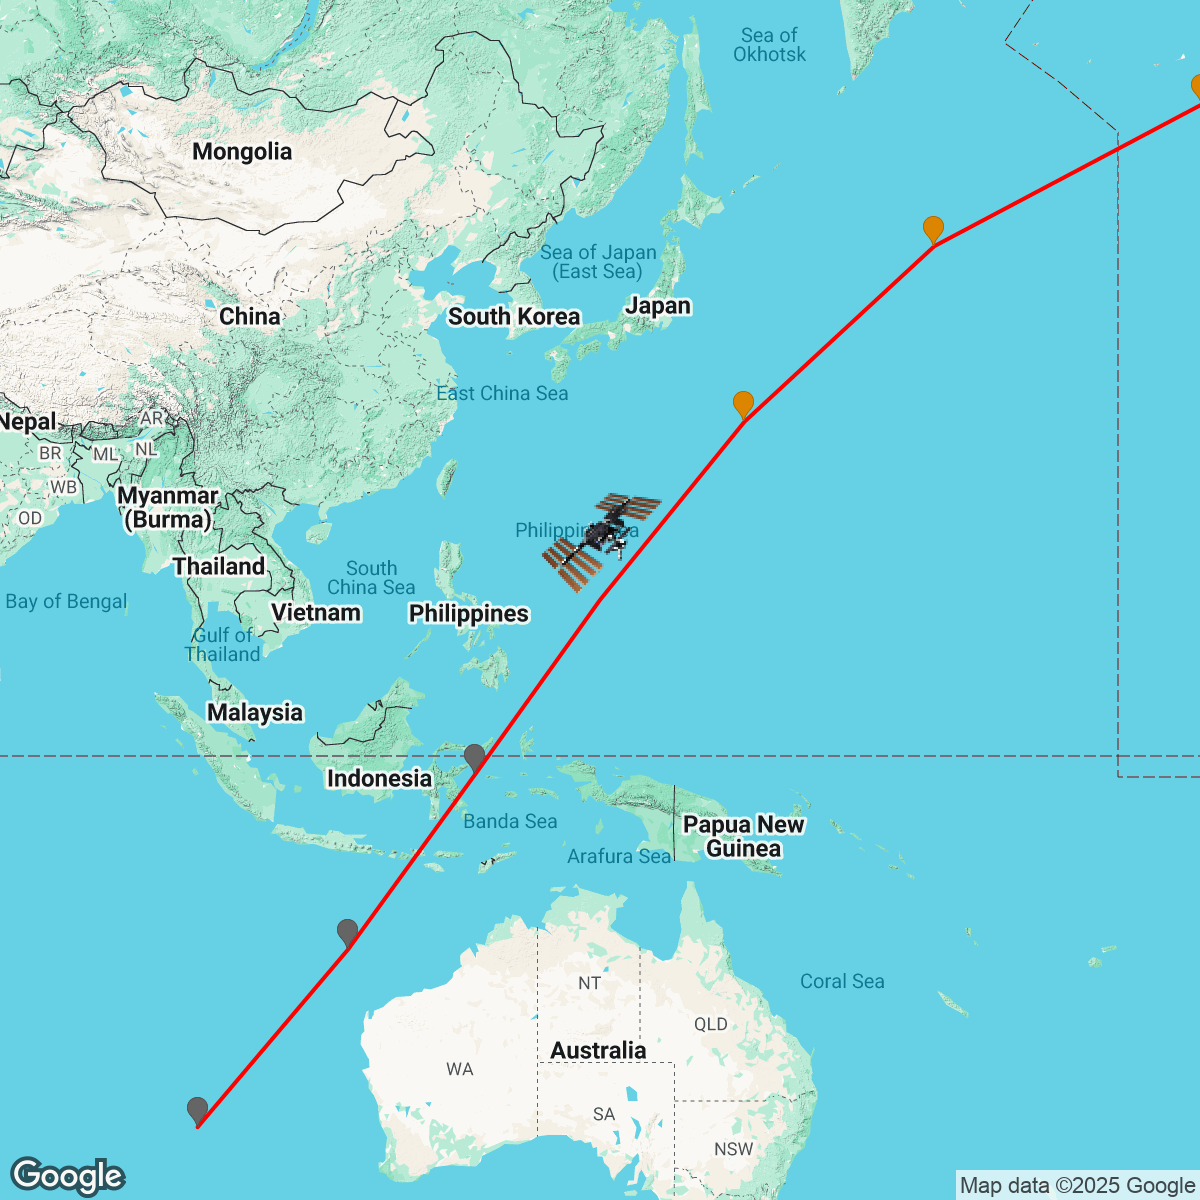 Sea of
Okhotsk
Mongolia
Sea of Japan
(East Sea)
Japan
China
South Korea
East China Sea
Nepal
AR
BR
ML
NL
WB
Myanmar
(Burma)
OD
Thailand
South
China Sea
Bay of Bengal
Vietnam
Philippines
Gulf of
Thailand
Malaysia
Indonesia
Banda Sea
Papua New
Guinea
Arafura Sea
NT
Coral Sea
QLD
Australia
WA
SA
NSW
Google
Map data ©2025 Google